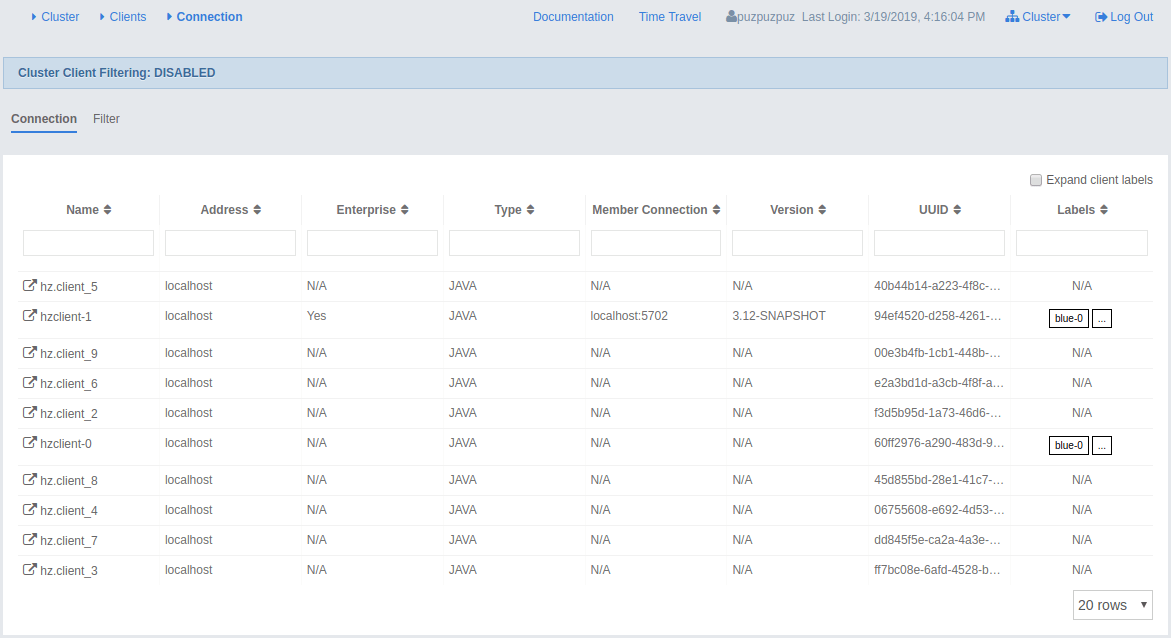 Cluster Clients Connection Documentation Time Travel puzpuzpuz Last Login: 3/19/2019, 4:16:04 PM Cluster Log Out
Cluster Client Filtering: DISABLED
Connection Filter
Expand client labels
Name Address Enterprise Type Member Connection Version UUID Labels
hz.client_5 localhost N/A JAVA N/A N/A 40b44b14-a223-4f8c-... N/A
hzclient-1 localhost Yes JAVA localhost:5702 3.12-SNAPSHOT 94ef4520-d258-4261-... blue-0 ...
hz.client_9 localhost N/A JAVA N/A N/A 00e3b4fb-1cb1-448b-... N/A
hz.client_6 localhost N/A JAVA N/A N/A e2a3bd1d-a3cb-4f8f-a... N/A
hz.client_2 localhost N/A JAVA N/A N/A f3d5b95d-1a73-46d6-... N/A
hzclient-0 localhost N/A JAVA N/A N/A 60ff2976-a290-483d-9... blue-0 ...
hz.client_8 localhost N/A JAVA N/A N/A 45d855bd-28e1-41c7-... N/A
hz.client_4 localhost N/A JAVA N/A N/A 06755608-e692-4d53-... N/A
hz.client_7 localhost N/A JAVA N/A N/A dd845f5e-ca2a-4a3e-... N/A
hz.client_3 localhost N/A JAVA N/A N/A ff7bc08e-6afd-4528-b... N/A
20 rows